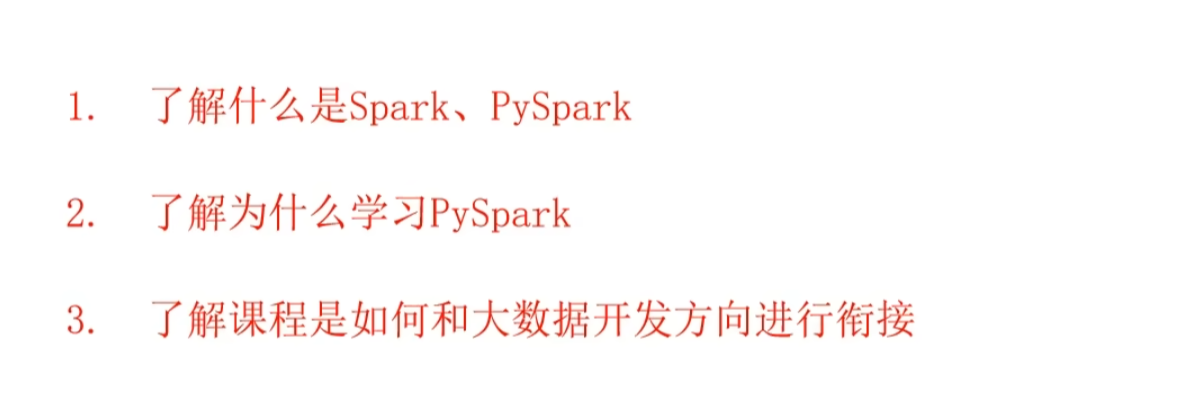 1. 了解什么是Spark、PySpark
2. 了解为什么学习PySpark
3. 了解课程是如何和大数据开发方向进行衔接